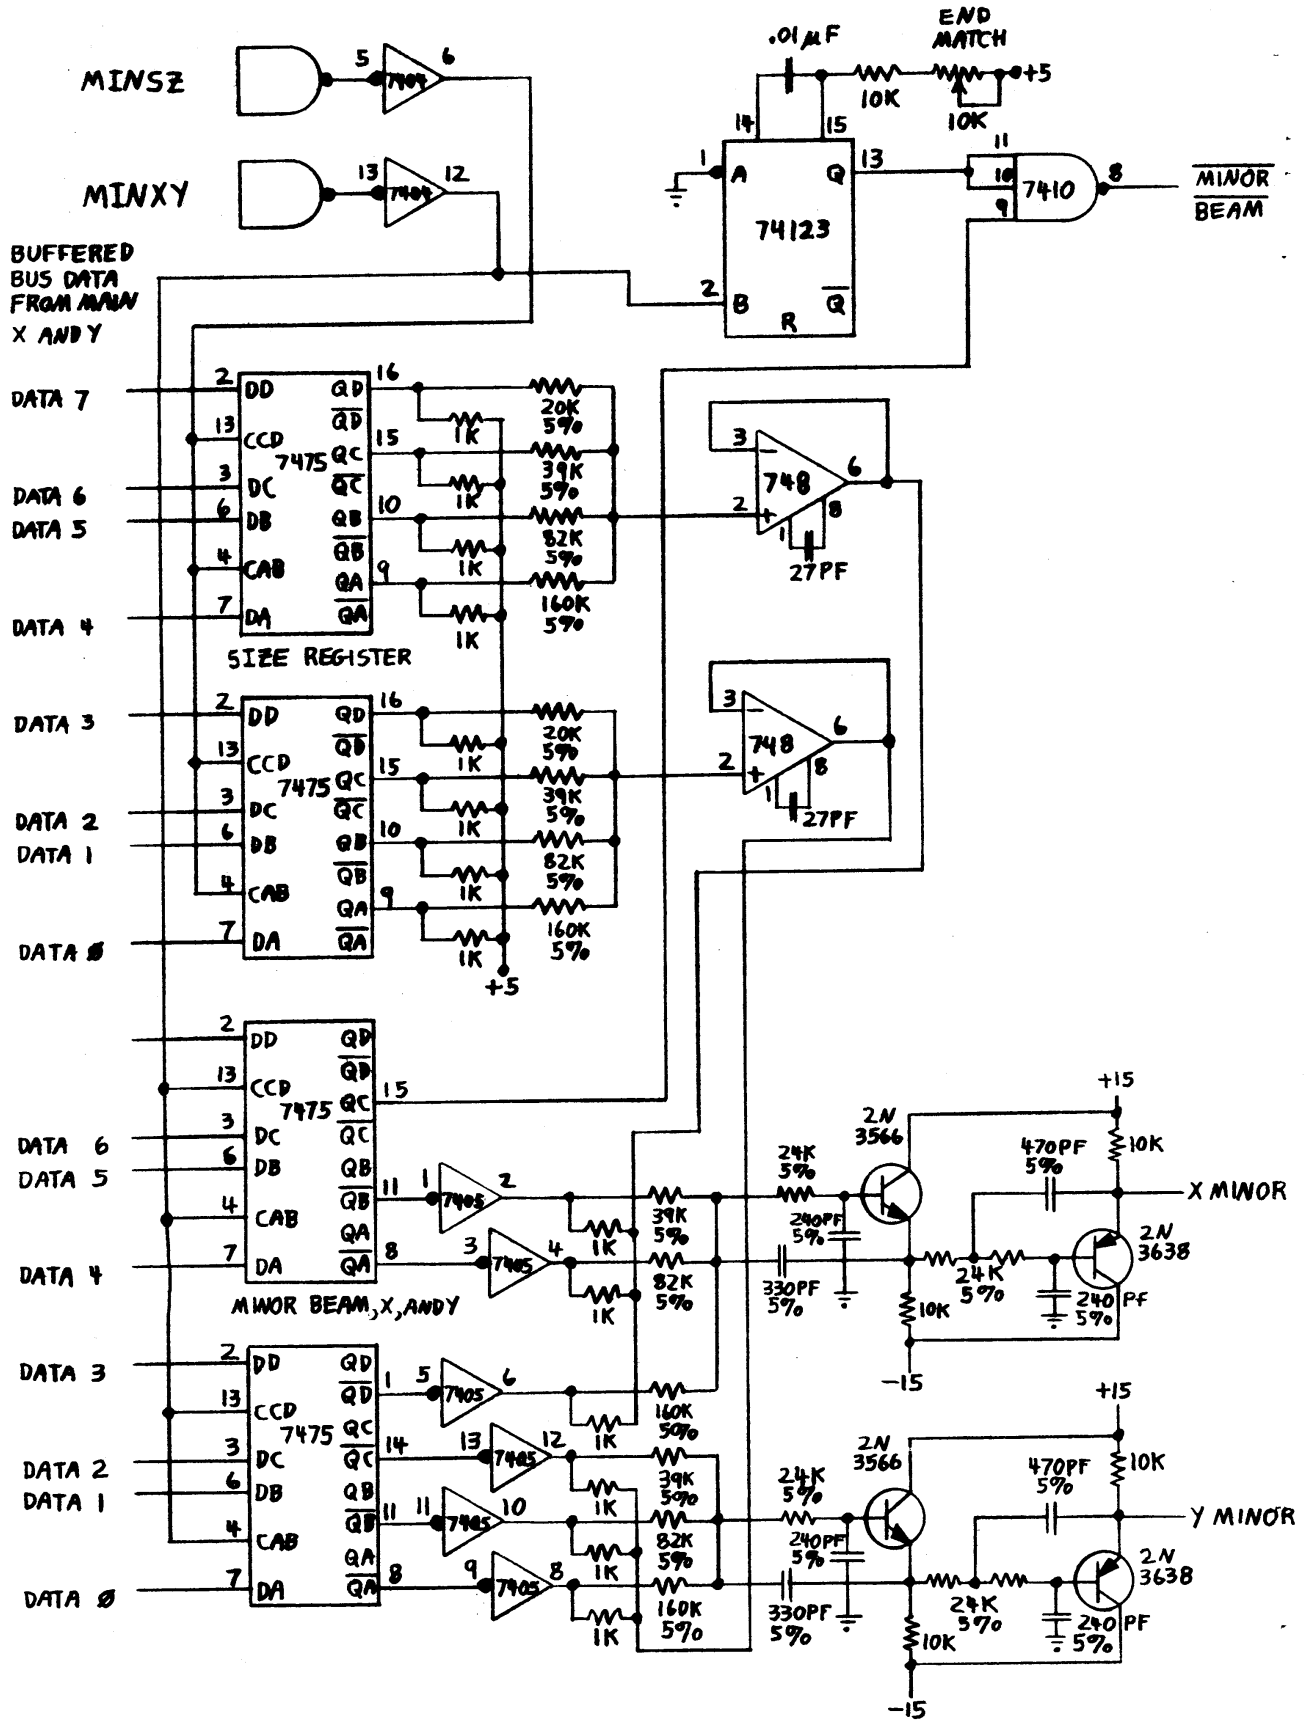 END
MATCH
.01µF
+5
10K
10K
MINSZ
5
7404
6
14
15
11
1
A
Q
13
10
7410
8
MINOR
BEAM
9
MINXY
13
7404
12
74123
2
B
Q
R
BUFFERED
BUS DATA
FROM MAIN
X AND Y
DATA 7
2
DD
QD
16
20K
5%
13
CCD
QD
1K
7475
QC
15
39K
5%
DATA 6
3
DC
QC
1K
DATA 5
6
DB
QB
10
82K
5%
QB
1K
4
CAB
QA
9
160K
5%
DATA 4
7
DA
QA
1K
SIZE REGISTER
3
-
748
6
2
+
1
8
27PF
DATA 3
2
DD
QD
16
20K
5%
13
CCD
QD
1K
7475
QC
15
39K
5%
DATA 2
3
DC
QC
1K
DATA 1
6
DB
QB
10
82K
5%
QB
1K
4
CAB
QA
9
160K
5%
DATA 0
7
DA
QA
1K
+5
3
-
748
6
2
+
1
8
27PF
2
DD
QD
QD
13
CCD
7475
QC
15
DATA 6
3
DC
QC
DATA 5
6
DB
QB
4
CAB
QB
11
1
7405
2
39K
5%
1K
QA
DATA 4
7
DA
QA
8
3
7405
4
82K
5%
1K
MINOR BEAM, X, AND Y
24K
5%
2N
3566
240PF
5%
330PF
5%
10K
-15
24K
5%
470PF
5%
+15
10K
X MINOR
2N
3638
240 PF
5%
DATA 3
2
DD
QD
QD
1
5
7405
6
160K
50%
1K
13
CCD
7475
QC
DATA 2
3
DC
QC
14
13
7405
12
39K
5%
1K
DATA 1
6
DB
QB
QB
11
11
7405
10
82K
5%
1K
4
CAB
QA
DATA 0
7
DA
QA
8
9
7405
8
160K
5%
1K
24K
5%
2N
3566
240PF
5%
330PF
5%
10K
-15
24K
5%
470PF
5%
+15
10K
Y MINOR
2N
3638
240 PF
5%